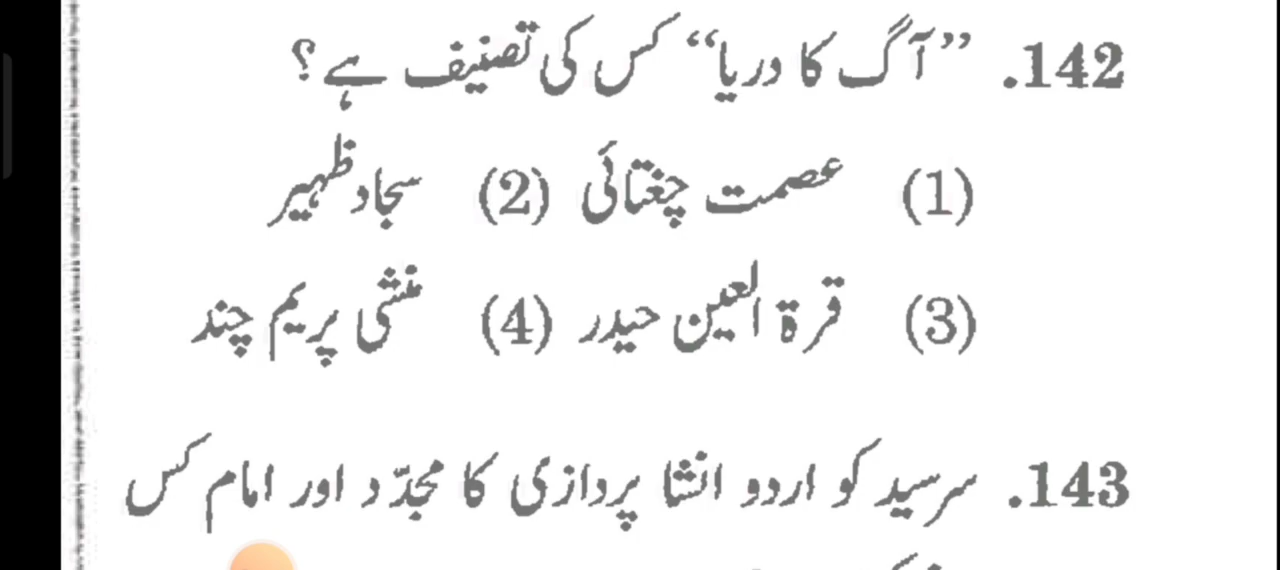 142. ”آگ کا دریا“ کس کی تصنیف ہے؟
(1) عصمت چغتائی (2) سجاد ظہیر
(3) قرۃ العین حیدر (4) منشی پریم چند
143. سرسید کو اردو انشا پردازی کا مجدّد اور امام کس